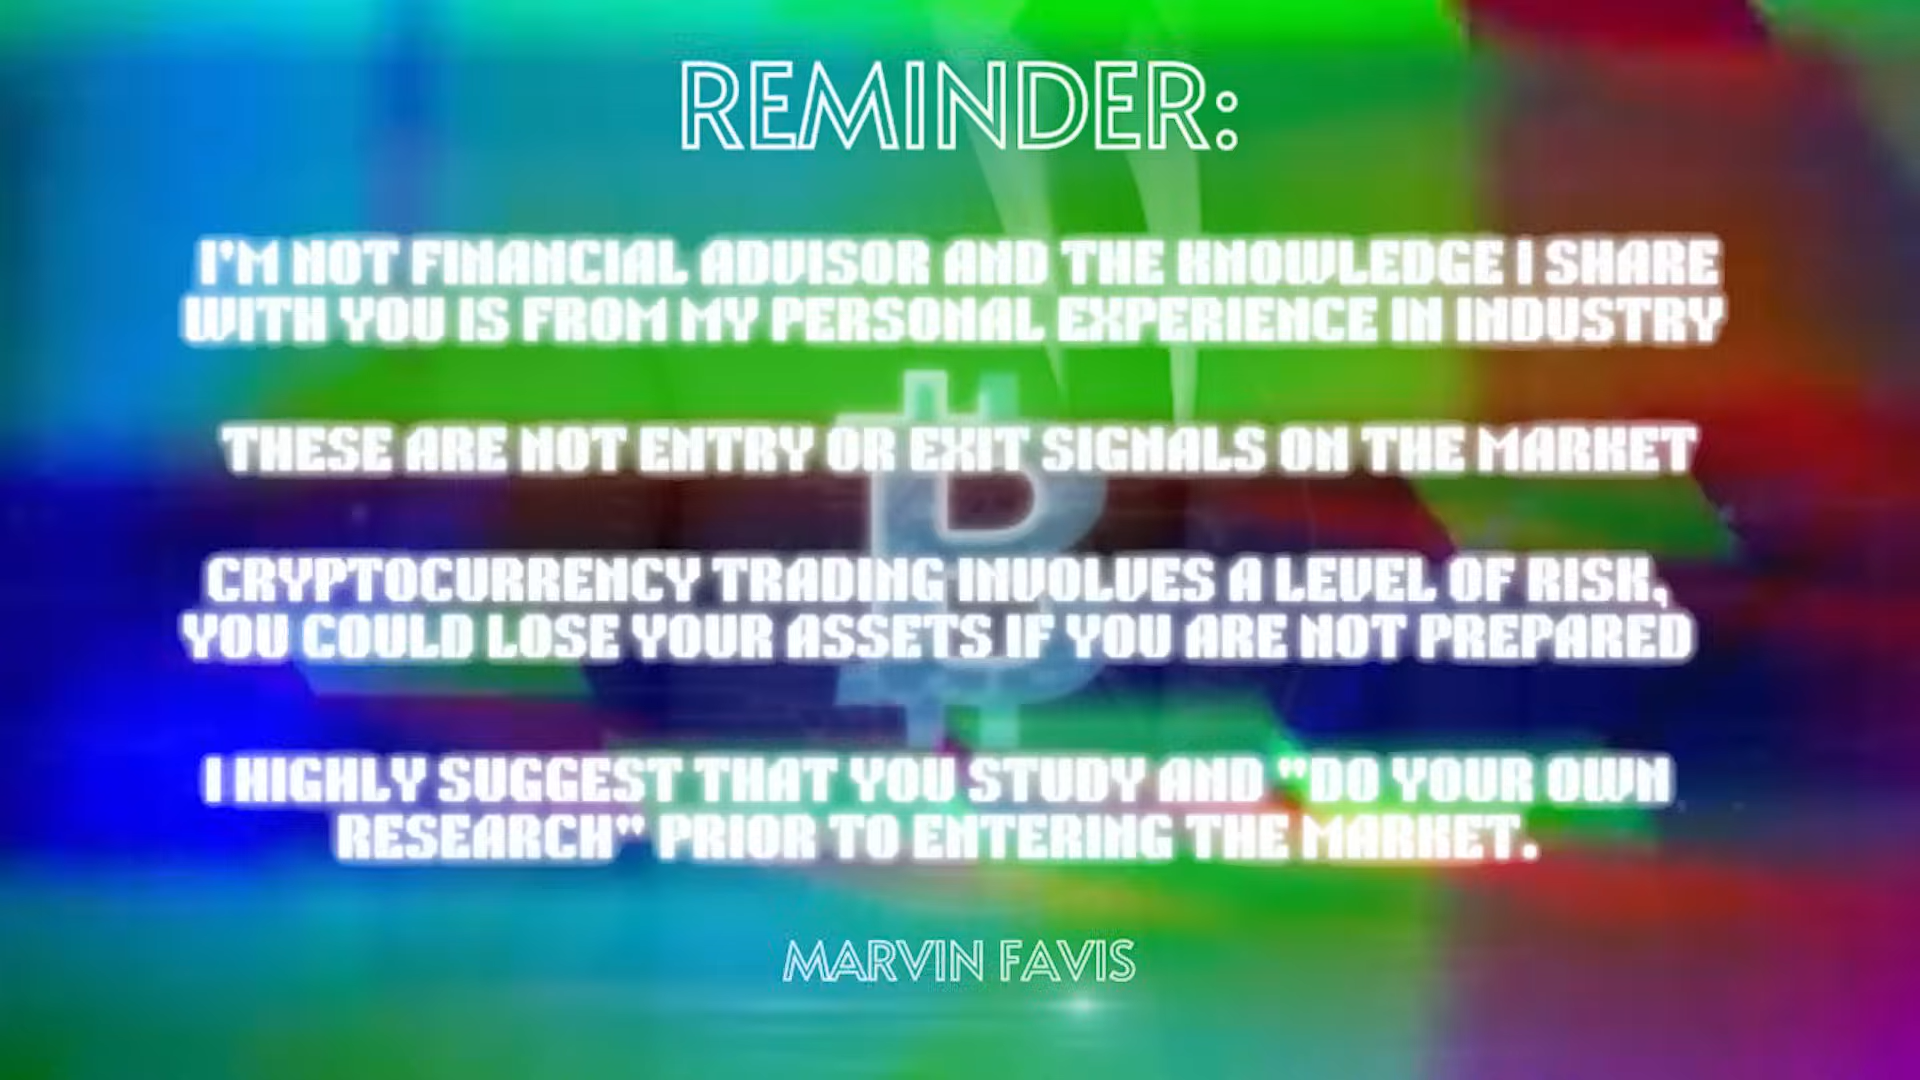 REMINDER:
I'M NOT FINANCIAL ADVISOR AND THE KNOWLEDGE I SHARE
WITH YOU IS FROM MY PERSONAL EXPERIENCE IN INDUSTRY
THESE ARE NOT ENTRY OR EXIT SIGNALS ON THE MARKET
CRYPTOCURRENCY TRADING INVOLVES A LEVEL OF RISK,
YOU COULD LOSE YOUR ASSETS IF YOU ARE NOT PREPARED
I HIGHLY SUGGEST THAT YOU STUDY AND "DO YOUR OWN
RESEARCH" PRIOR TO ENTERING THE MARKET.
MARVIN FAVIS